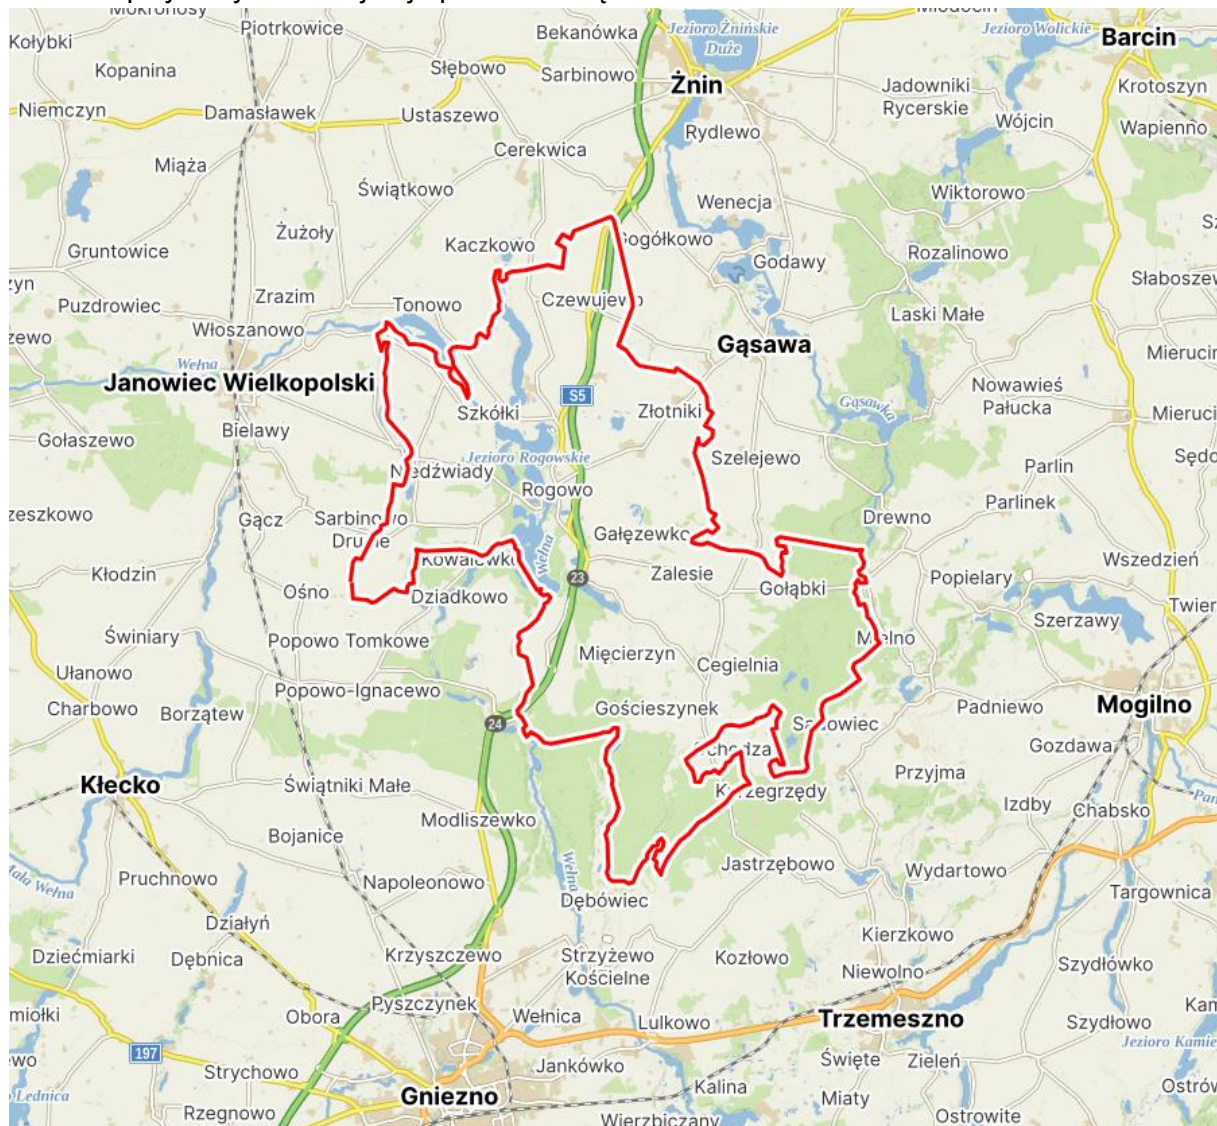 Mokronosy
Piotrkowice
Kołybki
Kopanina
Niemczyn
Damasławek
Słębowo
Ustaszewo
Bekanówka
Sarbinowo
Jezioro Żnińskie
Duże
Żnin
Rydlewo
Cerekwica
Jezioro Wolickie
Barcin
Krotoszyn
Jadowniki
Rycerskie
Wójcin
Wapienno
Miąża
Świątkowo
Wenecja
Wiktorowo
Żużoły
Kaczkowo
Gogółkowo
Godawy
Rozalinowo
Gruntowice
Słaboszew
Zrazim
Tonowo
Czewujewo
Puzdrowiec
Włoszanowo
Laski Małe
Gąsawa
Wełna
Janowiec Wielkopolski
S5
Szkółki
Złotniki
Gąsawka
Nowawieś
Pałucka
Gołaszewo
Bielawy
Jezioro Rogowskie
Szelejewo
Parlin
Niedźwiady
Rogowo
Parlinek
Gącz
Sarbinowo
Drugie
Gałęzewko
Drewno
Wszedzień
Kłodzin
Kowalewko
Wełna
23
Zalesie
Gołąbki
Popielary
Ośno
Dziadkowo
Szerzawy
Świniary
Popowo Tomkowe
Mięcierzyn
Mielno
Cegielnia
Ułanowo
Charbowo
Borzątew
Popowo-Ignacewo
Gościeszynek
Padniewo
Mogilno
24
Gozdawa
Kłecko
Świątniki Małe
Przyjma
Izdby
Chabsko
Modliszewko
Bojanice
Jastrzębowo
Wydartowo
Targownica
Mała Wełna
Pruchnowo
Napoleonowo
Wełna
Dębówiec
Działyń
Kierzkowo
Dziećmiarki
Dębnica
Krzyszczewo
Strzyżewo
Kościelne
Kozłowo
Niewolno
Szydłówko
Pyszczynek
Obora
Wełnica
Lulkowo
Trzemeszno
Szydłowo
197
Strychowo
Jankówko
Święte
Zieleń
Gniezno
Kalina
Miaty
Rzegnowo
Wierzbiczany
Ostrowite